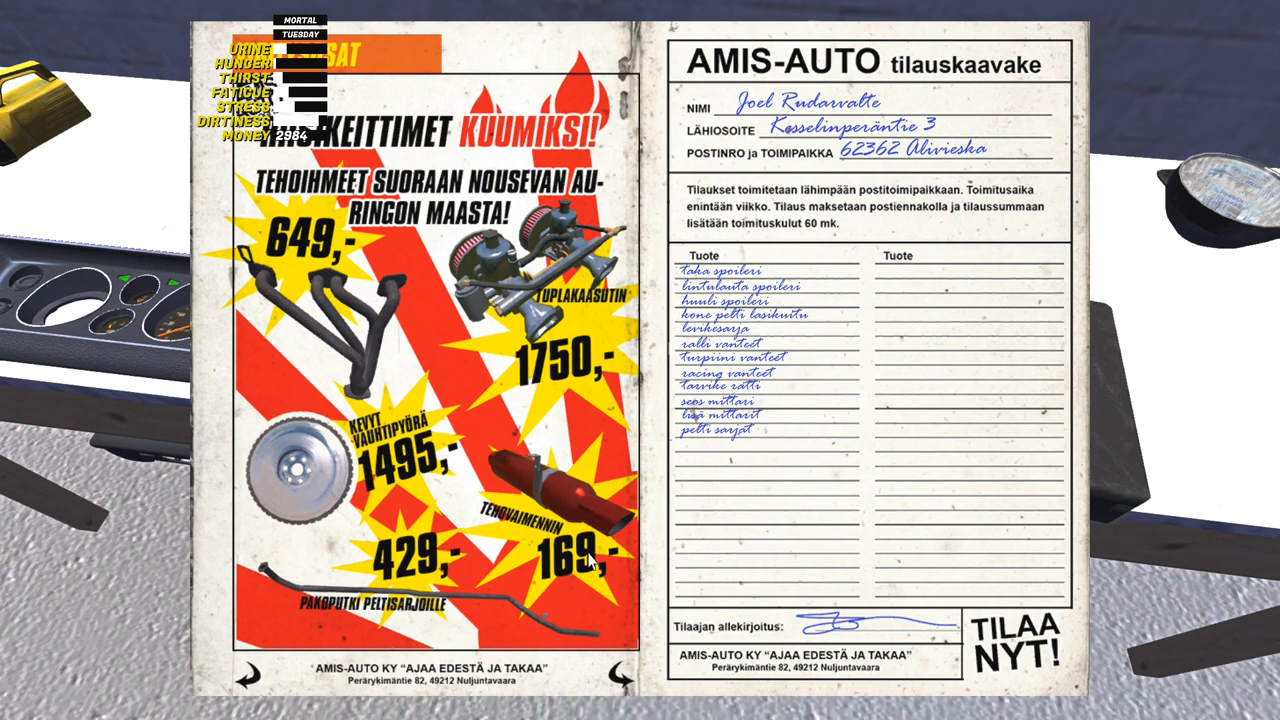 MORTAL
TUESDAY
URINE
HUNGER
THIRST
FATIGUE
STRESS
DIRTINESS
MONEY 2984
KUUMIKSI!
TEHOIHMEET SUORAAN NOUSEVAN AU-
RINGON MAASTA!
649,-
TUPLAKAASUTIN
1750,-
KEVYT
VAUHTIPYÖRÄ
1495,-
TEHOVAIMENNIN
169,-
429,-
PAKOPUTKI PELTISARJOILLE
AMIS-AUTO KY “AJAA EDESTÄ JA TAKAA”
Perärykimäntie 82, 49212 Nuljuntavaara
AMIS-AUTO tilauskaavake
NIMI Joel Rudarvalte
LÄHIOSOITE Kesselinperäntie 3
POSTINRO ja TOIMIPAIKKA 62362 Alivieska
Tilaukset toimitetaan lähimpään postitoimipaikkaan. Toimitusaika
enintään viikko. Tilaus maksetaan postiennakolla ja tilaussummaan
lisätään toimituskulut 60 mk.
Tuote Tuote
taka spoileri
lintulauta spoileri
huuli spoileri
kone pelti lasikuitu
levikesarja
ralli vanteet
turpiini vanteet
racing vanteet
tarvike ratti
seos mittari
lisä mittarit
pelti sarjat
Tilaajan allekirjoitus:
TILAA
NYT!
AMIS-AUTO KY “AJAA EDESTÄ JA TAKAA”
Perärykimäntie 82, 49212 Nuljuntavaara